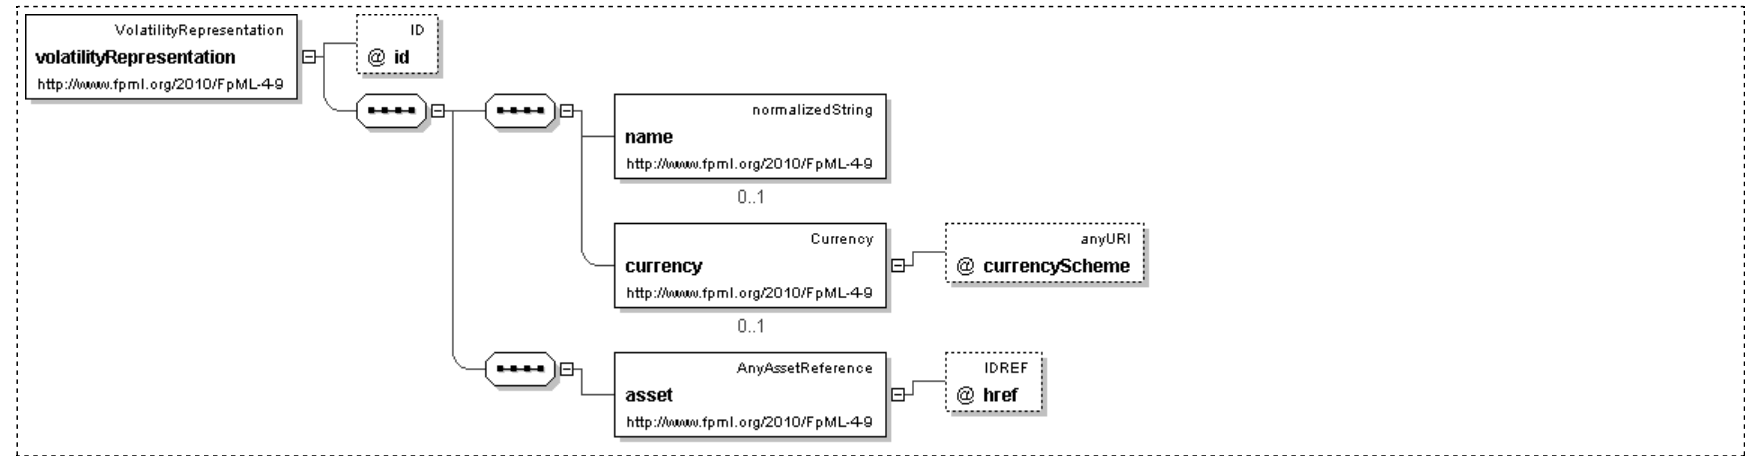 VolatilityRepresentation
volatilityRepresentation
http://www.fpml.org/2010/FpML-4-9
ID
@ id
normalizedString
name
http://www.fpml.org/2010/FpML-4-9
0..1
Currency
currency
http://www.fpml.org/2010/FpML-4-9
0..1
anyURI
@ currencyScheme
AnyAssetReference
asset
http://www.fpml.org/2010/FpML-4-9
IDREF
@ href